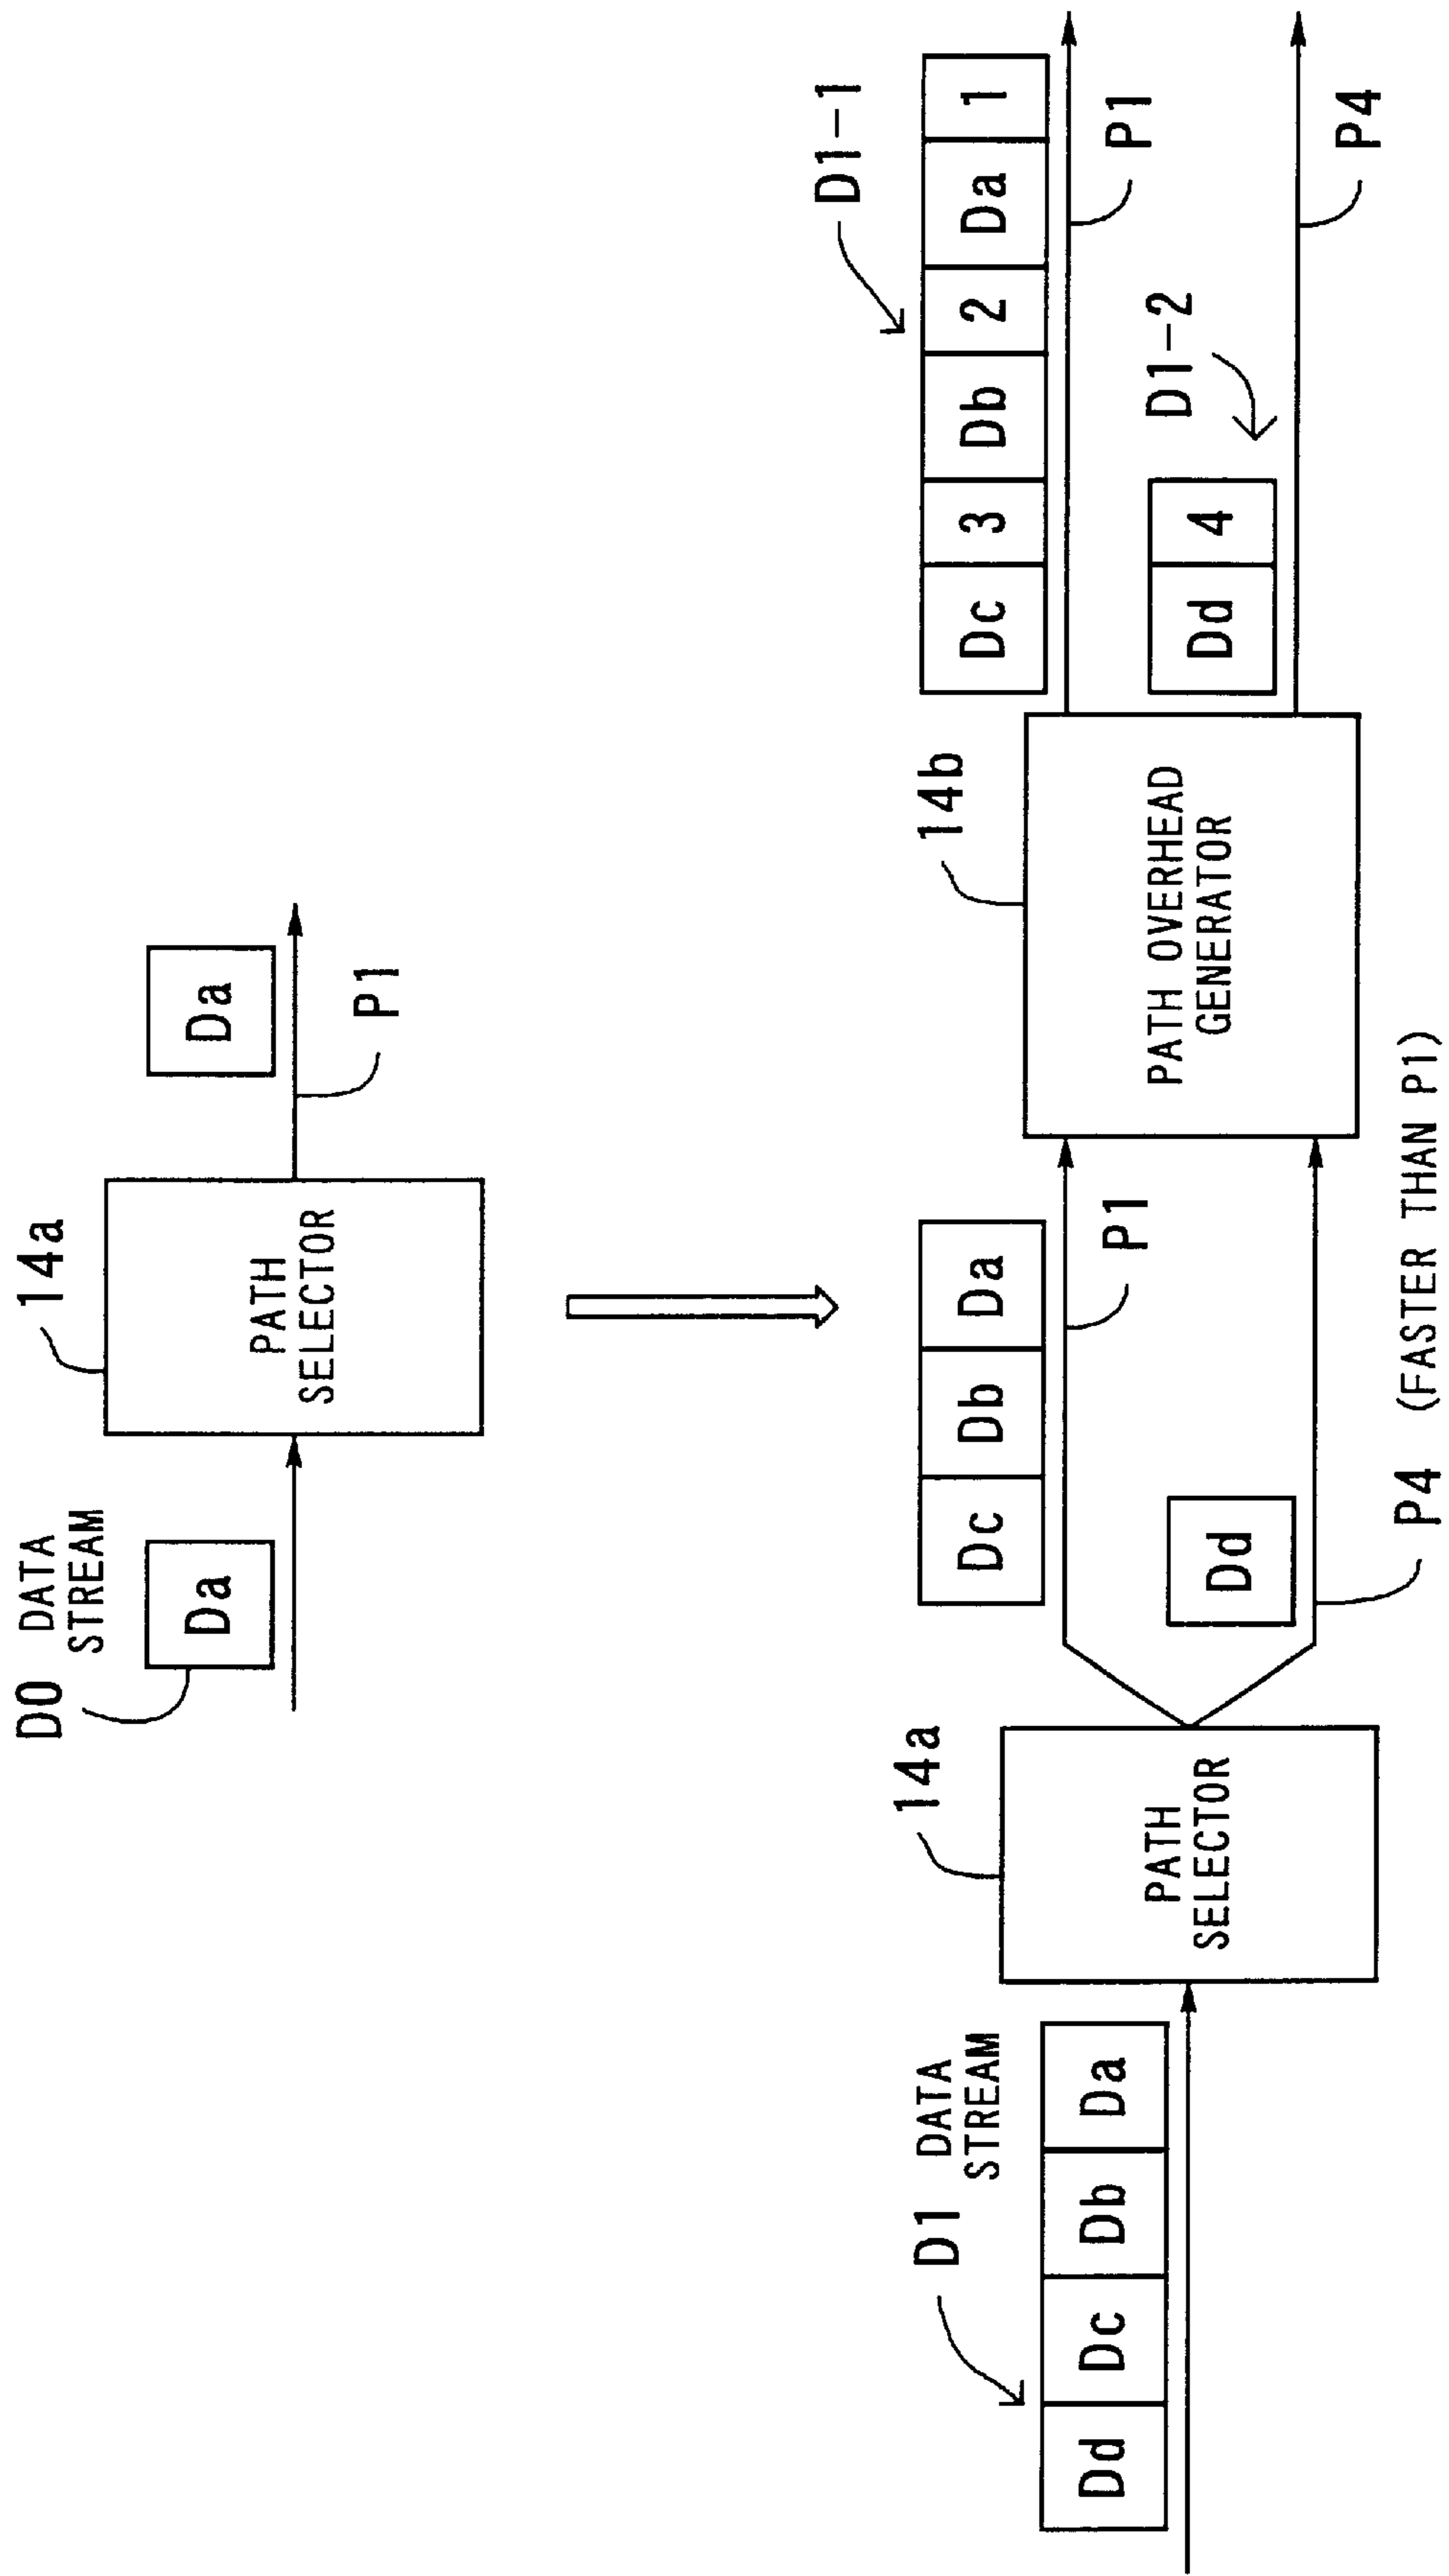 D0 DATA
STREAM
Da
14a
PATH
SELECTOR
Da
P1
D1 DATA
STREAM
Dd Dc Db Da
14a
PATH
SELECTOR
Dc Db Da
P1
Dd
P4 (FASTER THAN P1)
14b
PATH OVERHEAD
GENERATOR
D1-1
Dc 3 Db 2 Da 1
P1
D1-2
Dd 4
P4